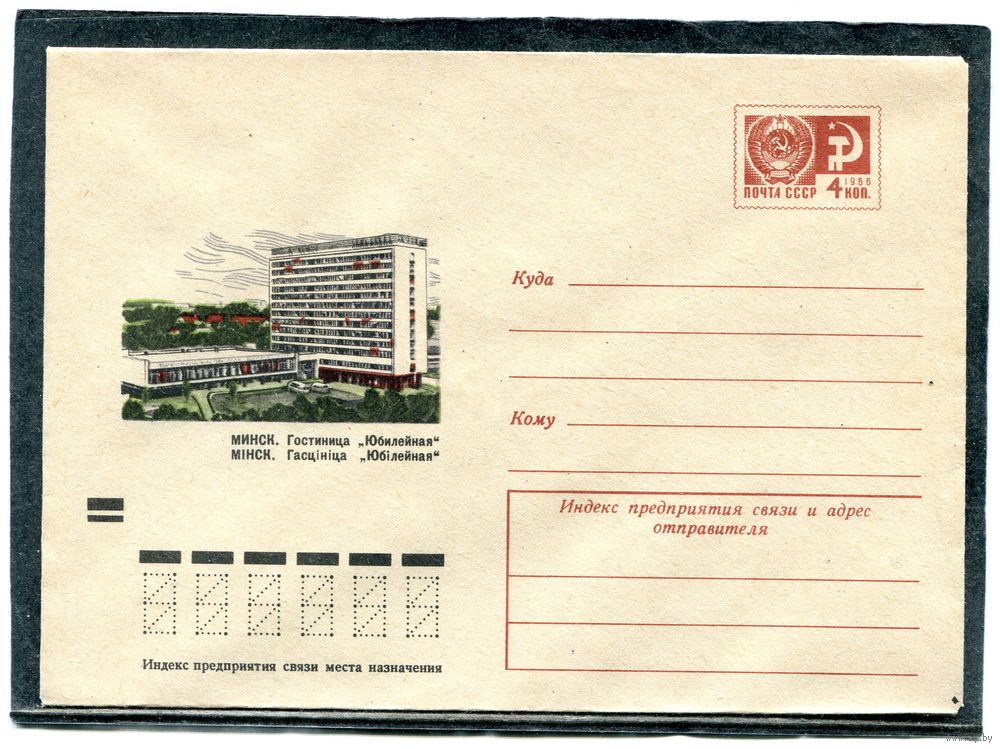 1966
ПОЧТА СССР 4 КОП.
Куда
МИНСК. Гостиница „Юбилейная“
МІНСК. Гасцініца „Юбілейная“
Кому
Индекс предприятия связи и адрес
отправителя
Индекс предприятия связи места назначения